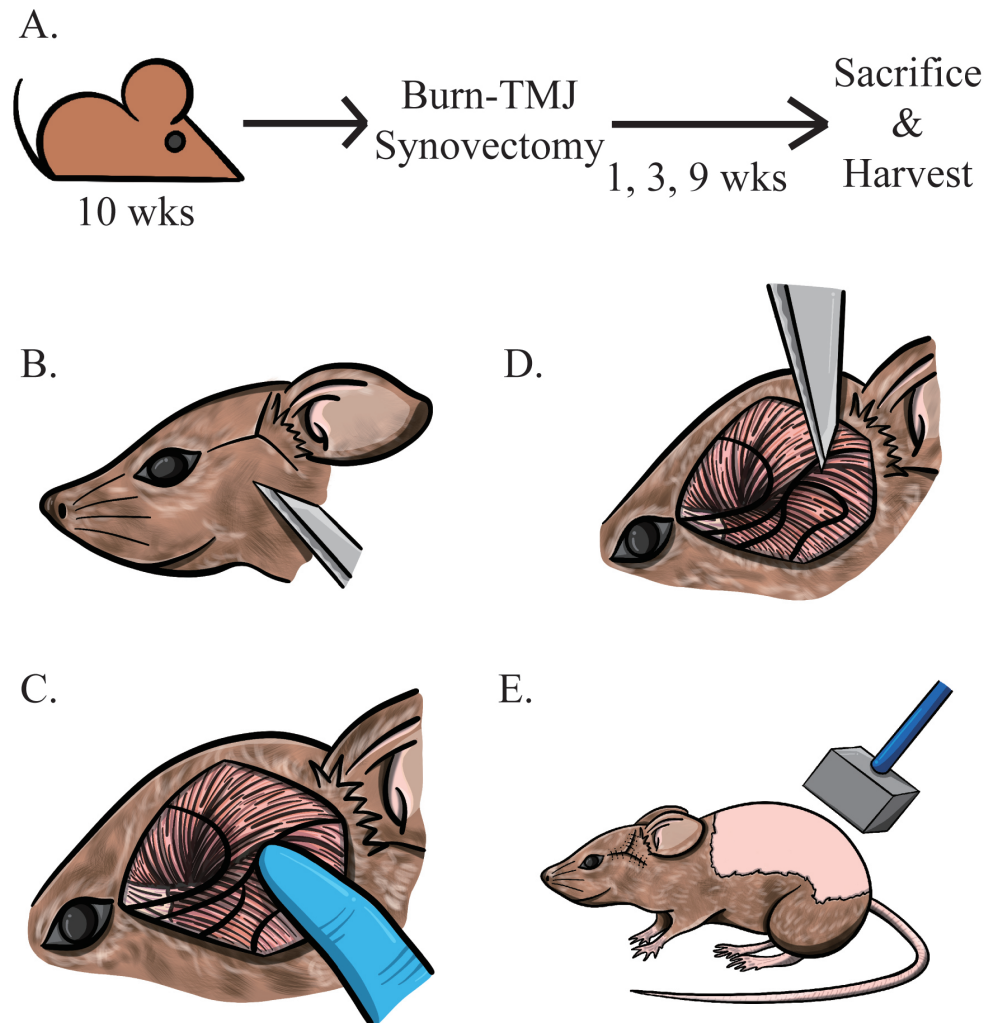 A.
10 wks
Burn-TMJ
Synovectomy
1, 3, 9 wks
Sacrifice
&
Harvest
B.
D.
C.
E.